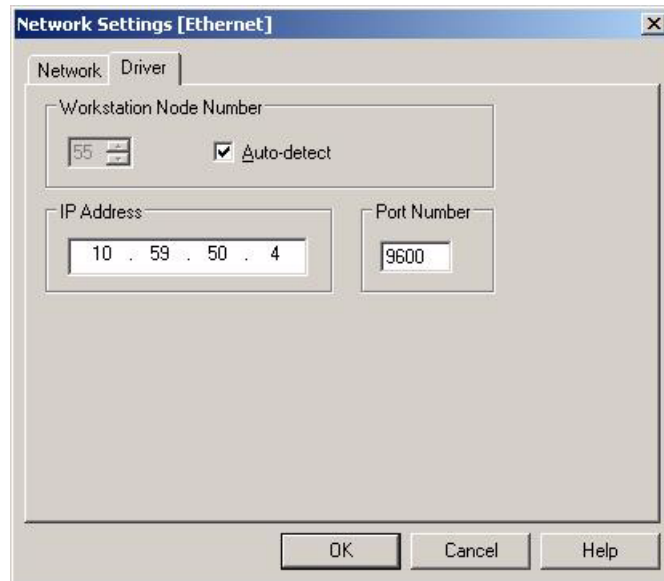 Network Settings [Ethernet]
Network Driver
Workstation Node Number
55 Auto-detect
IP Address Port Number
10 . 59 . 50 . 4 9600
OK Cancel Help